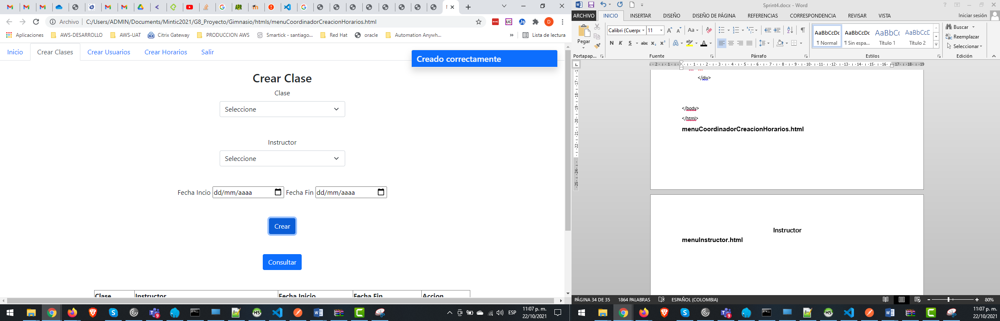 Archivo C:/Users/ADMIN/Documents/Mintic2021/G8_Proyecto/Gimnasio/htmls/menuCoordinadorCreacionHorarios.html
Aplicaciones AWS-DESARROLLO AWS-UAT Citrix Gateway PRODUCCION AWS Smartick - santiago... Red Hat oracle Automation Anywh... » Lista de lectura
Inicio Crear Clases Crear Usuarios Crear Horarios Salir
Creado correctamente
Crear Clase
Clase
Seleccione
Instructor
Seleccione
Fecha Incio dd/mm/aaaa Fecha Fin dd/mm/aaaa
Crear
Consultar
Clase Instructor Fecha Inicio Fecha Fin Accion
ESP 11:07 p. m.
22/10/2021
Sprint4.docx - Word
ARCHIVO INICIO INSERTAR DISEÑO DISEÑO DE PÁGINA REFERENCIAS CORRESPONDENCIA REVISAR VISTA Iniciar sesión
Pegar
Calibri (Cuerpo 11
N K S abc x₂ x²
AaBbCcDc AaBbCcDc AaBbCc AaBbCcD
¶ Normal ¶ Sin espa... Título 1 Título 2
Buscar
Reemplazar
Seleccionar
Portapap... Fuente Párrafo Estilos Edición
</div>
</body>
</html>
menuCoordinadorCreacionHorarios.html
Instructor
menuInstructor.html
PÁGINA 34 DE 35 1864 PALABRAS ESPAÑOL (COLOMBIA) 80%
11:07 p. m.
22/10/2021